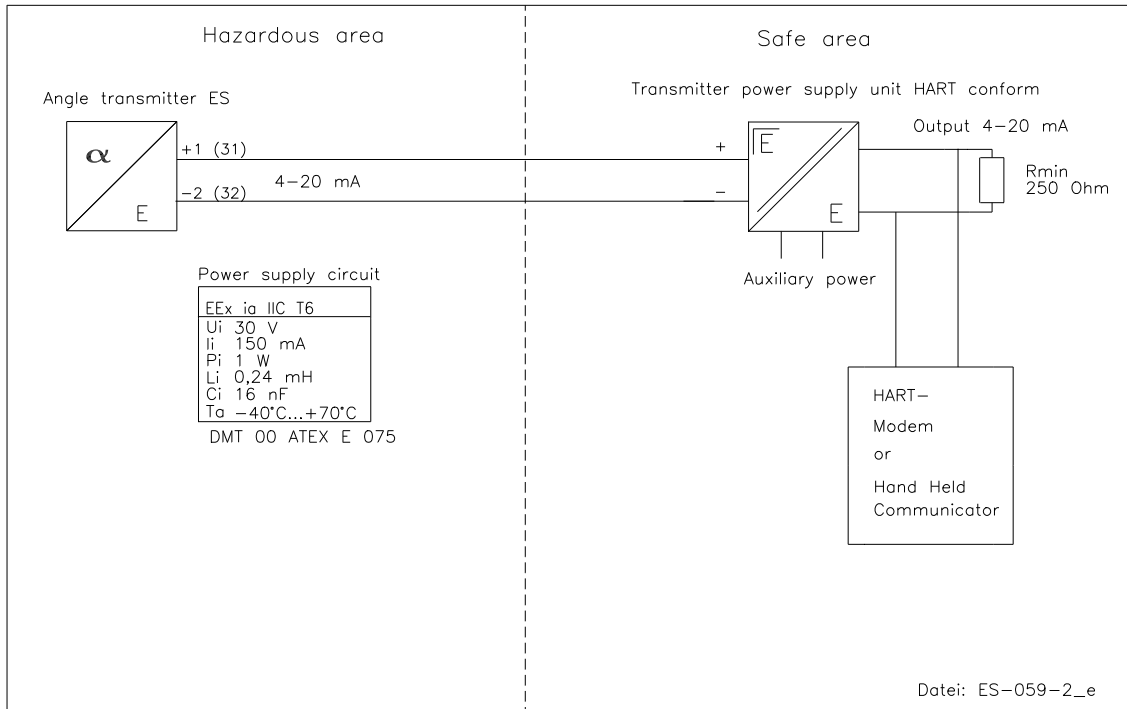 Hazardous area
Safe area
Angle transmitter ES
Transmitter power supply unit HART conform
Output 4-20 mA
α
E
+1 (31)
-2 (32)
4-20 mA
+
-
E
E
Rmin
250 Ohm
Auxiliary power
Power supply circuit
EEx ia IIC T6
Ui 30 V
Ii 150 mA
Pi 1 W
Li 0,24 mH
Ci 16 nF
Ta -40°C...+70°C
DMT 00 ATEX E 075
HART-
Modem
or
Hand Held
Communicator
Datei: ES-059-2_e